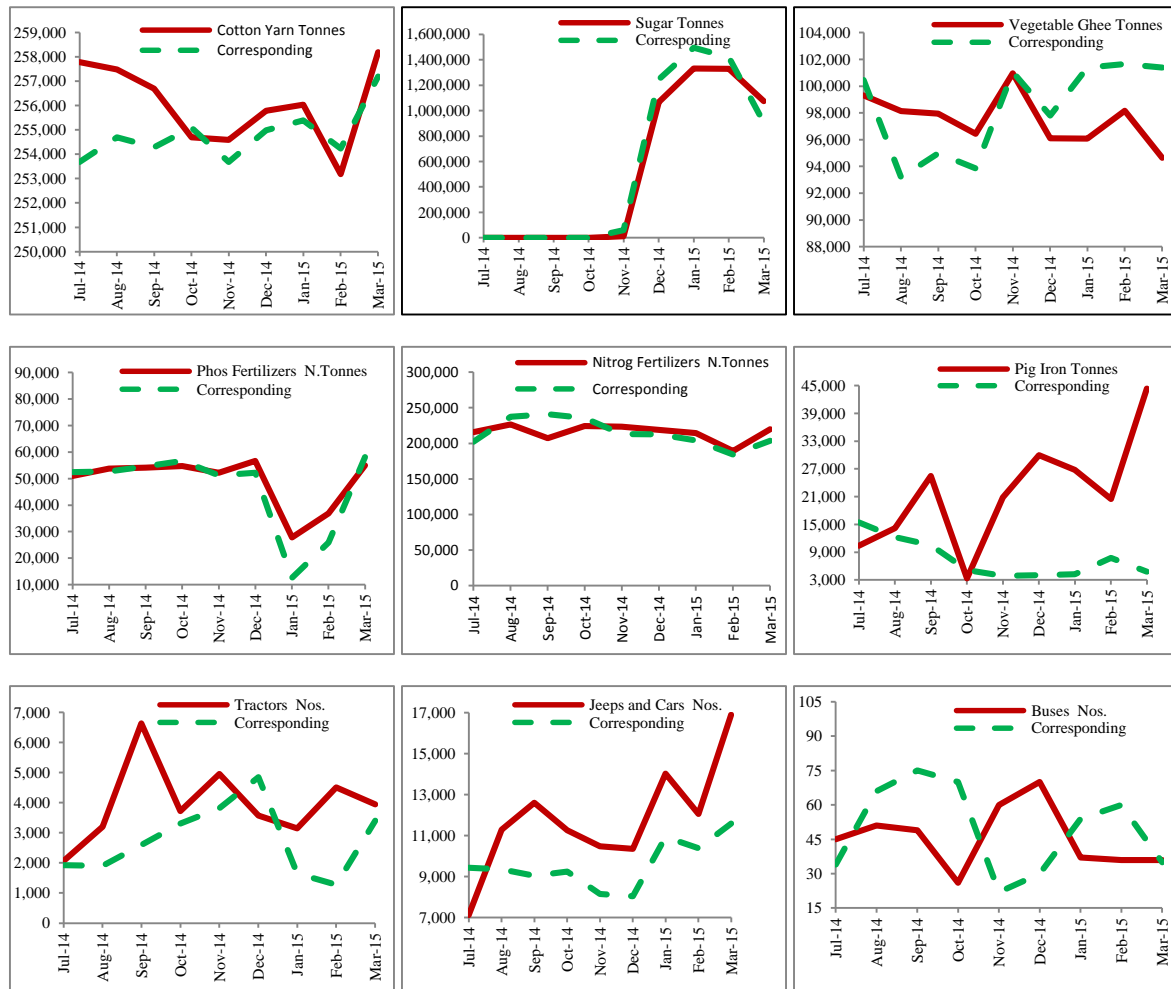 Cotton Yarn Tonnes
Corresponding
259,000
258,000
257,000
256,000
255,000
254,000
253,000
252,000
251,000
250,000
Jul-14
Aug-14
Sep-14
Oct-14
Nov-14
Dec-14
Jan-15
Feb-15
Mar-15
Sugar Tonnes
Corresponding
1,600,000
1,400,000
1,200,000
1,000,000
800,000
600,000
400,000
200,000
0
Jul-14
Aug-14
Sep-14
Oct-14
Nov-14
Dec-14
Jan-15
Feb-15
Mar-15
Vegetable Ghee Tonnes
Corresponding
104,000
102,000
100,000
98,000
96,000
94,000
92,000
90,000
88,000
Jul-14
Aug-14
Sep-14
Oct-14
Nov-14
Dec-14
Jan-15
Feb-15
Mar-15
Phos Fertilizers N.Tonnes
Corresponding
90,000
80,000
70,000
60,000
50,000
40,000
30,000
20,000
10,000
Jul-14
Aug-14
Sep-14
Oct-14
Nov-14
Dec-14
Jan-15
Feb-15
Mar-15
Nitrog Fertilizers N.Tonnes
Corresponding
300,000
250,000
200,000
150,000
100,000
50,000
0
Jul-14
Aug-14
Sep-14
Oct-14
Nov-14
Dec-14
Jan-15
Feb-15
Mar-15
Pig Iron Tonnes
Corresponding
45,000
39,000
33,000
27,000
21,000
15,000
9,000
3,000
Jul-14
Aug-14
Sep-14
Oct-14
Nov-14
Dec-14
Jan-15
Feb-15
Mar-15
Tractors Nos.
Corresponding
7,000
6,000
5,000
4,000
3,000
2,000
1,000
0
Jul-14
Aug-14
Sep-14
Oct-14
Nov-14
Dec-14
Jan-15
Feb-15
Mar-15
Jeeps and Cars Nos.
Corresponding
17,000
15,000
13,000
11,000
9,000
7,000
Jul-14
Aug-14
Sep-14
Oct-14
Nov-14
Dec-14
Jan-15
Feb-15
Mar-15
Buses Nos.
Corresponding
105
90
75
60
45
30
15
Jul-14
Aug-14
Sep-14
Oct-14
Nov-14
Dec-14
Jan-15
Feb-15
Mar-15